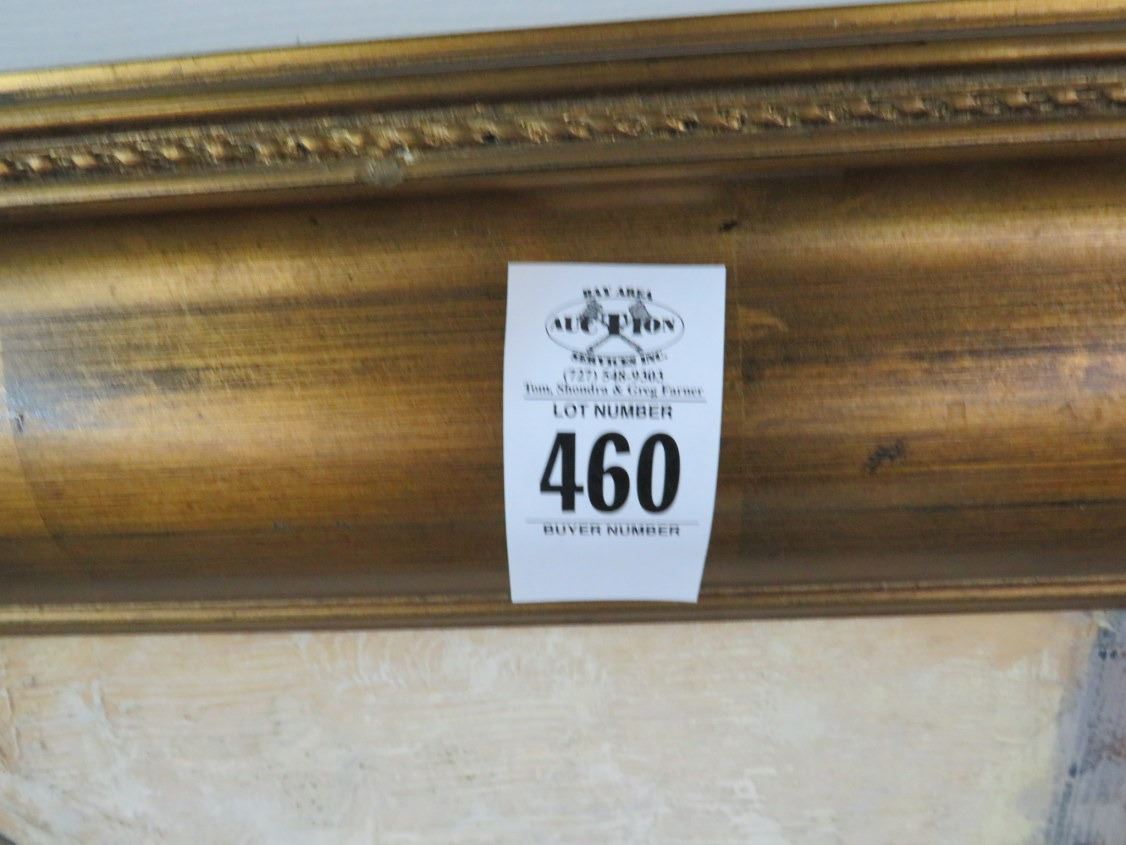 BAY AREA
AUCTION
SERVICES INC.
(727) 548-9303
Tom, Shondra & Greg Farner
LOT NUMBER
460
BUYER NUMBER